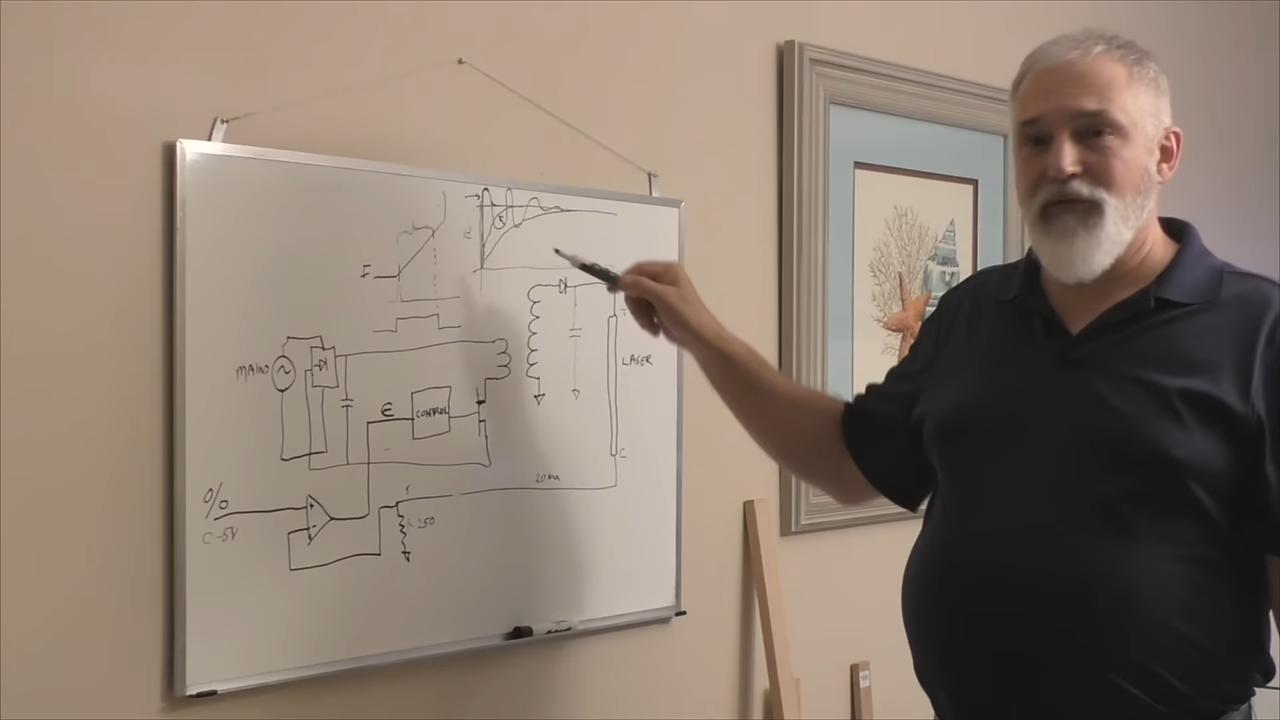 I
MAINS
LASER
E
CONTROL
C
20ma
%
0-5V
+
-
R 250